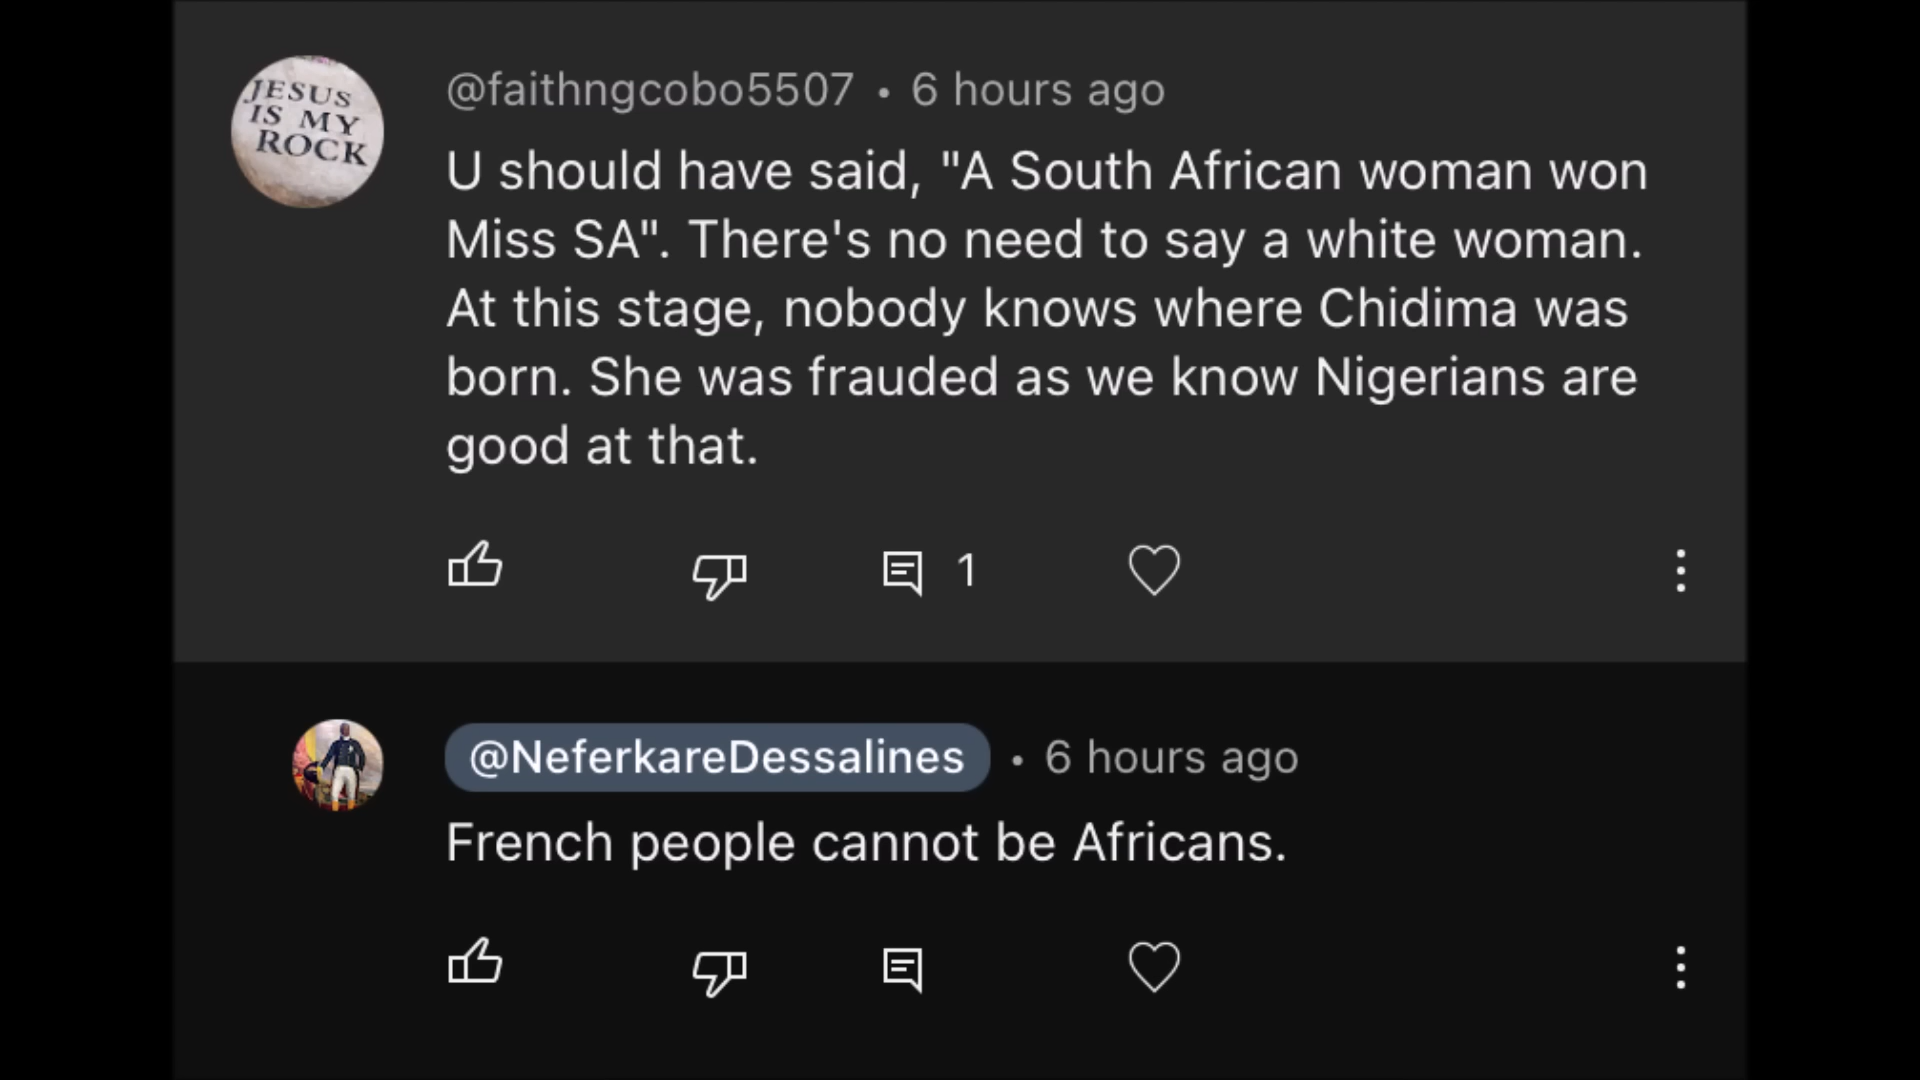 JESUS
IS MY
ROCK
@faithngcobo5507 • 6 hours ago
U should have said, "A South African woman won
Miss SA". There's no need to say a white woman.
At this stage, nobody knows where Chidima was
born. She was frauded as we know Nigerians are
good at that.
1
@NeferkareDessalines • 6 hours ago
French people cannot be Africans.